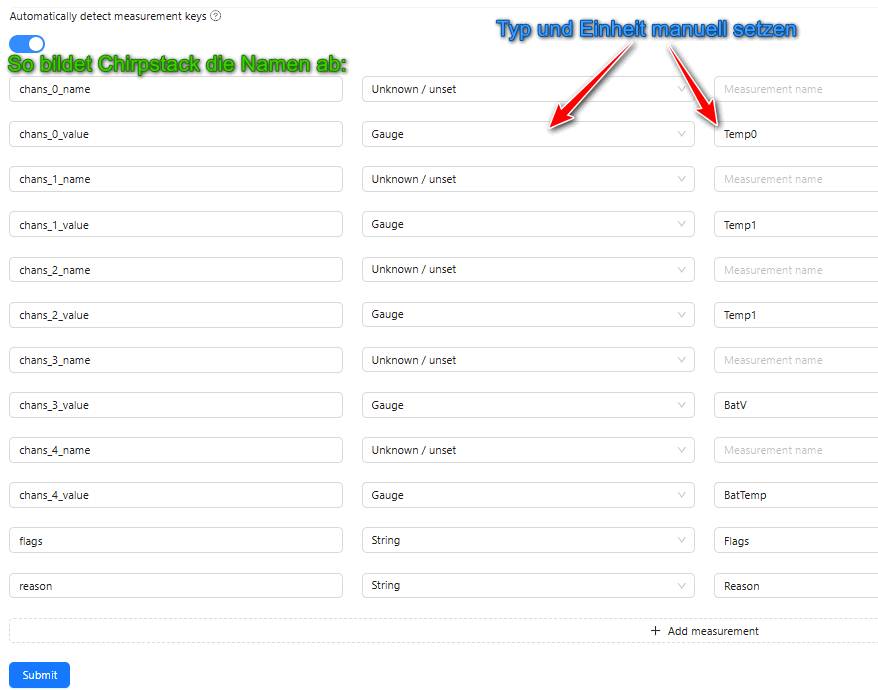 Automatically detect measurement keys ?
Typ und Einheit manuell setzen
So bildet Chirpstack die Namen ab:
chans_0_name Unknown / unset Measurement name
chans_0_value Gauge Temp0
chans_1_name Unknown / unset Measurement name
chans_1_value Gauge Temp1
chans_2_name Unknown / unset Measurement name
chans_2_value Gauge Temp1
chans_3_name Unknown / unset Measurement name
chans_3_value Gauge BatV
chans_4_name Unknown / unset Measurement name
chans_4_value Gauge BatTemp
flags String Flags
reason String Reason
+ Add measurement
Submit